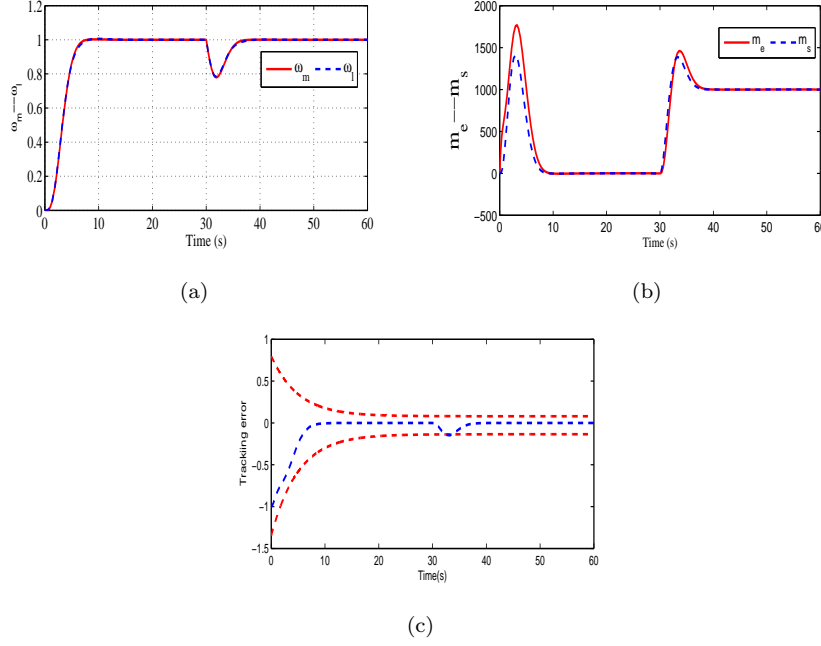 1.2
1
0.8
0.6
0.4
0.2
0
0 10 20 30 40 50 60
Time (s)
ω_m—ω_l
ω_m ω_l
(a)
2000
1500
1000
500
0
−500
0 10 20 30 40 50 60
Time (s)
m_e—m_s
m_e m_s
(b)
1
0.5
0
−0.5
−1
−1.5
0 10 20 30 40 50 60
Time(s)
Trackiing error
(c)